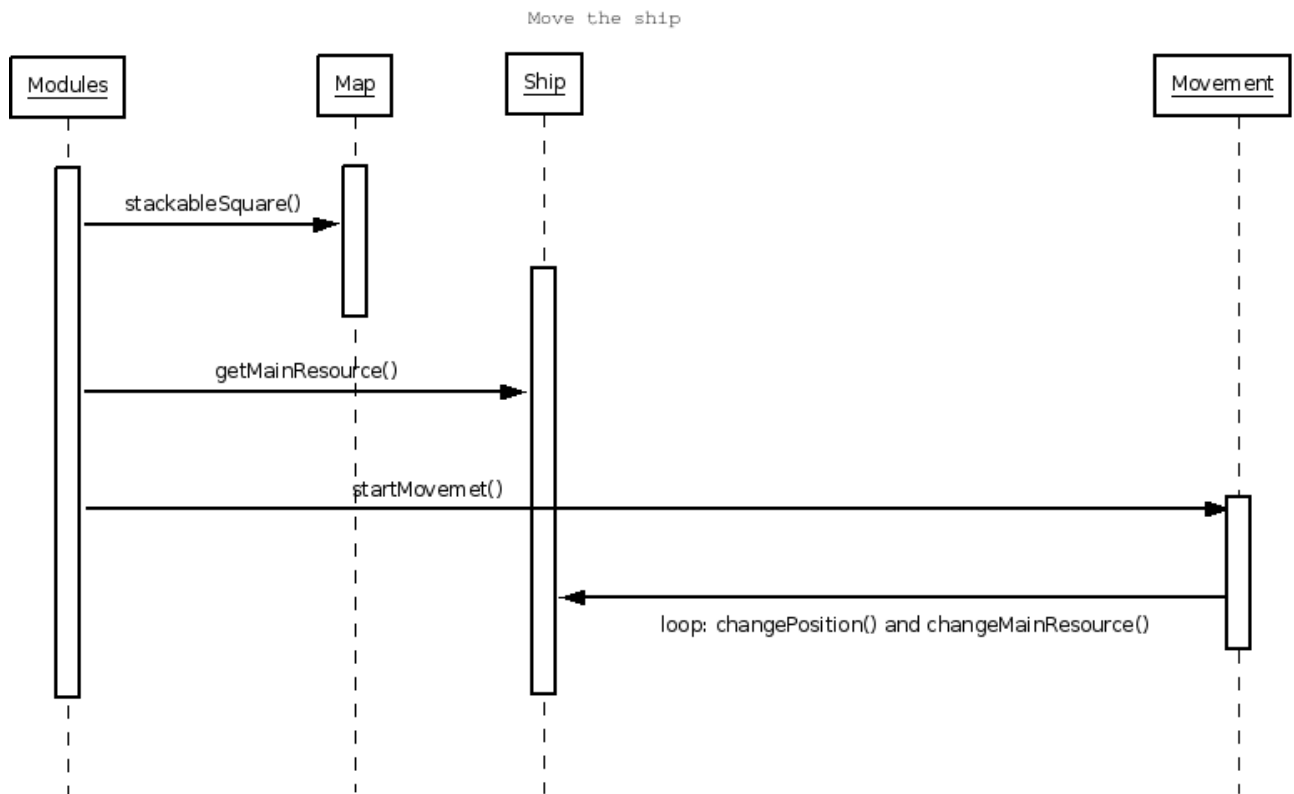 Move the ship
Modules
Map
Ship
Movement
stackableSquare()
getMainResource()
startMovemet()
loop: changePosition() and changeMainResource()